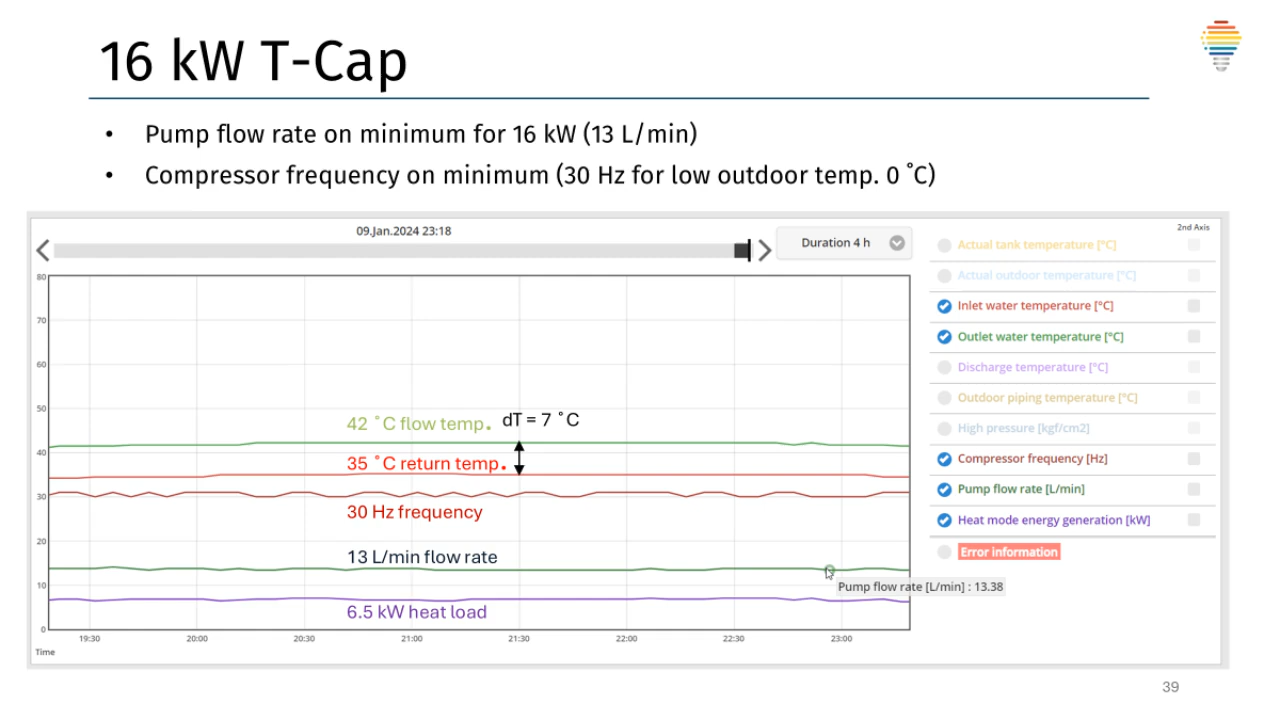 16 kW T-Cap
• Pump flow rate on minimum for 16 kW (13 L/min)
• Compressor frequency on minimum (30 Hz for low outdoor temp. 0 ˚C)
09.Jan.2024 23:18
Duration 4 h
2nd Axis
Actual tank temperature [°C]
Actual outdoor temperature [°C]
Inlet water temperature [°C]
Outlet water temperature [°C]
Discharge temperature [°C]
Outdoor piping temperature [°C]
High pressure [kgf/cm2]
Compressor frequency [Hz]
Pump flow rate [L/min]
Heat mode energy generation [kW]
Error information
80
70
60
50
40
30
20
10
0
42 ˚C flow temp.
dT = 7 ˚C
35 ˚C return temp.
30 Hz frequency
13 L/min flow rate
Pump flow rate [L/min] : 13.38
6.5 kW heat load
19:30 20:00 20:30 21:00 21:30 22:00 22:30 23:00
Time
39